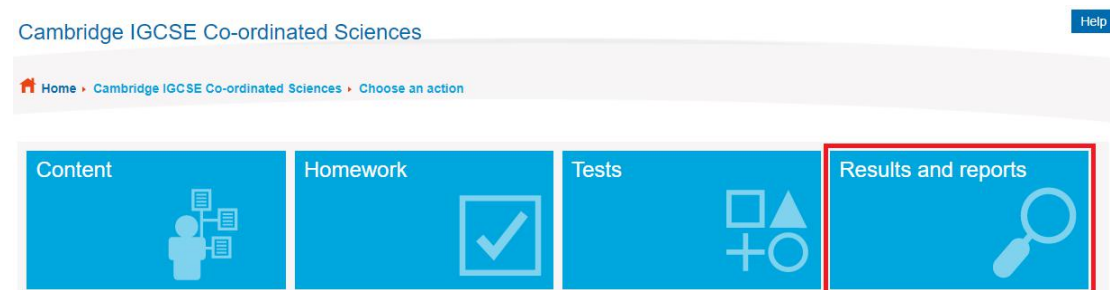 Help
Cambridge IGCSE Co-ordinated Sciences
Home ▸ Cambridge IGCSE Co-ordinated Sciences ▸ Choose an action
Content
Homework
Tests
Results and reports